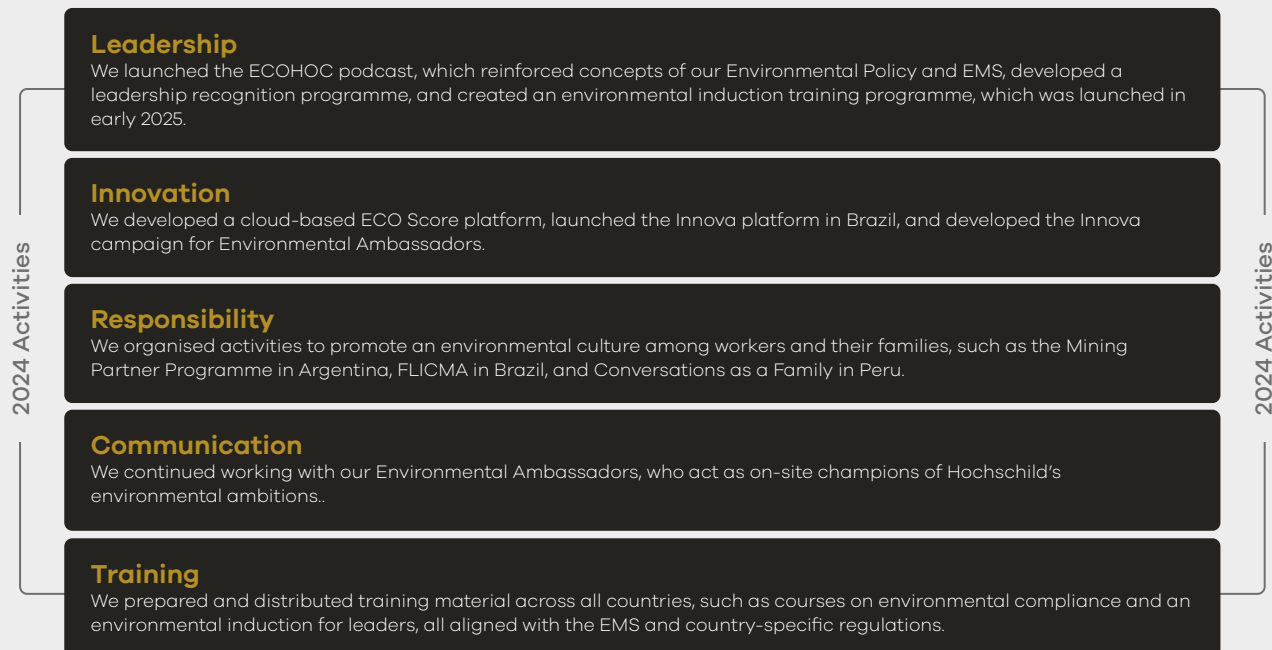 Leadership
We launched the ECOHOC podcast, which reinforced concepts of our Environmental Policy and EMS, developed a
leadership recognition programme, and created an environmental induction training programme, which was launched in
early 2025.
Innovation
We developed a cloud-based ECO Score platform, launched the Innova platform in Brazil, and developed the Innova
campaign for Environmental Ambassadors.
2024 Activities
2024 Activities
Responsibility
We organised activities to promote an environmental culture among workers and their families, such as the Mining
Partner Programme in Argentina, FLICMA in Brazil, and Conversations as a Family in Peru.
Communication
We continued working with our Environmental Ambassadors, who act as on-site champions of Hochschild's
environmental ambitions..
Training
We prepared and distributed training material across all countries, such as courses on environmental compliance and an
environmental induction for leaders, all aligned with the EMS and country-specific regulations.